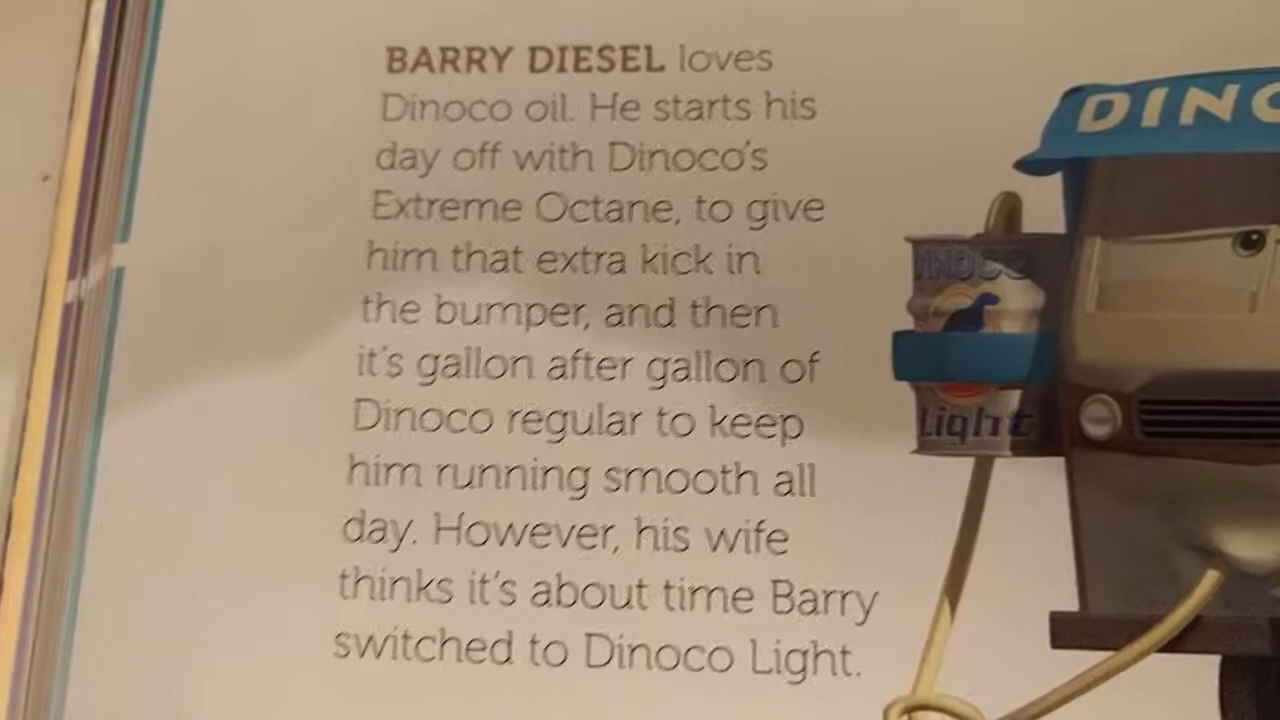 BARRY DIESEL loves
Dinoco oil. He starts his
day off with Dinoco's
Extreme Octane, to give
him that extra kick in
the bumper, and then
it's gallon after gallon of
Dinoco regular to keep
him running smooth all
day. However, his wife
thinks it's about time Barry
switched to Dinoco Light.
DINO
DINOCO
Light